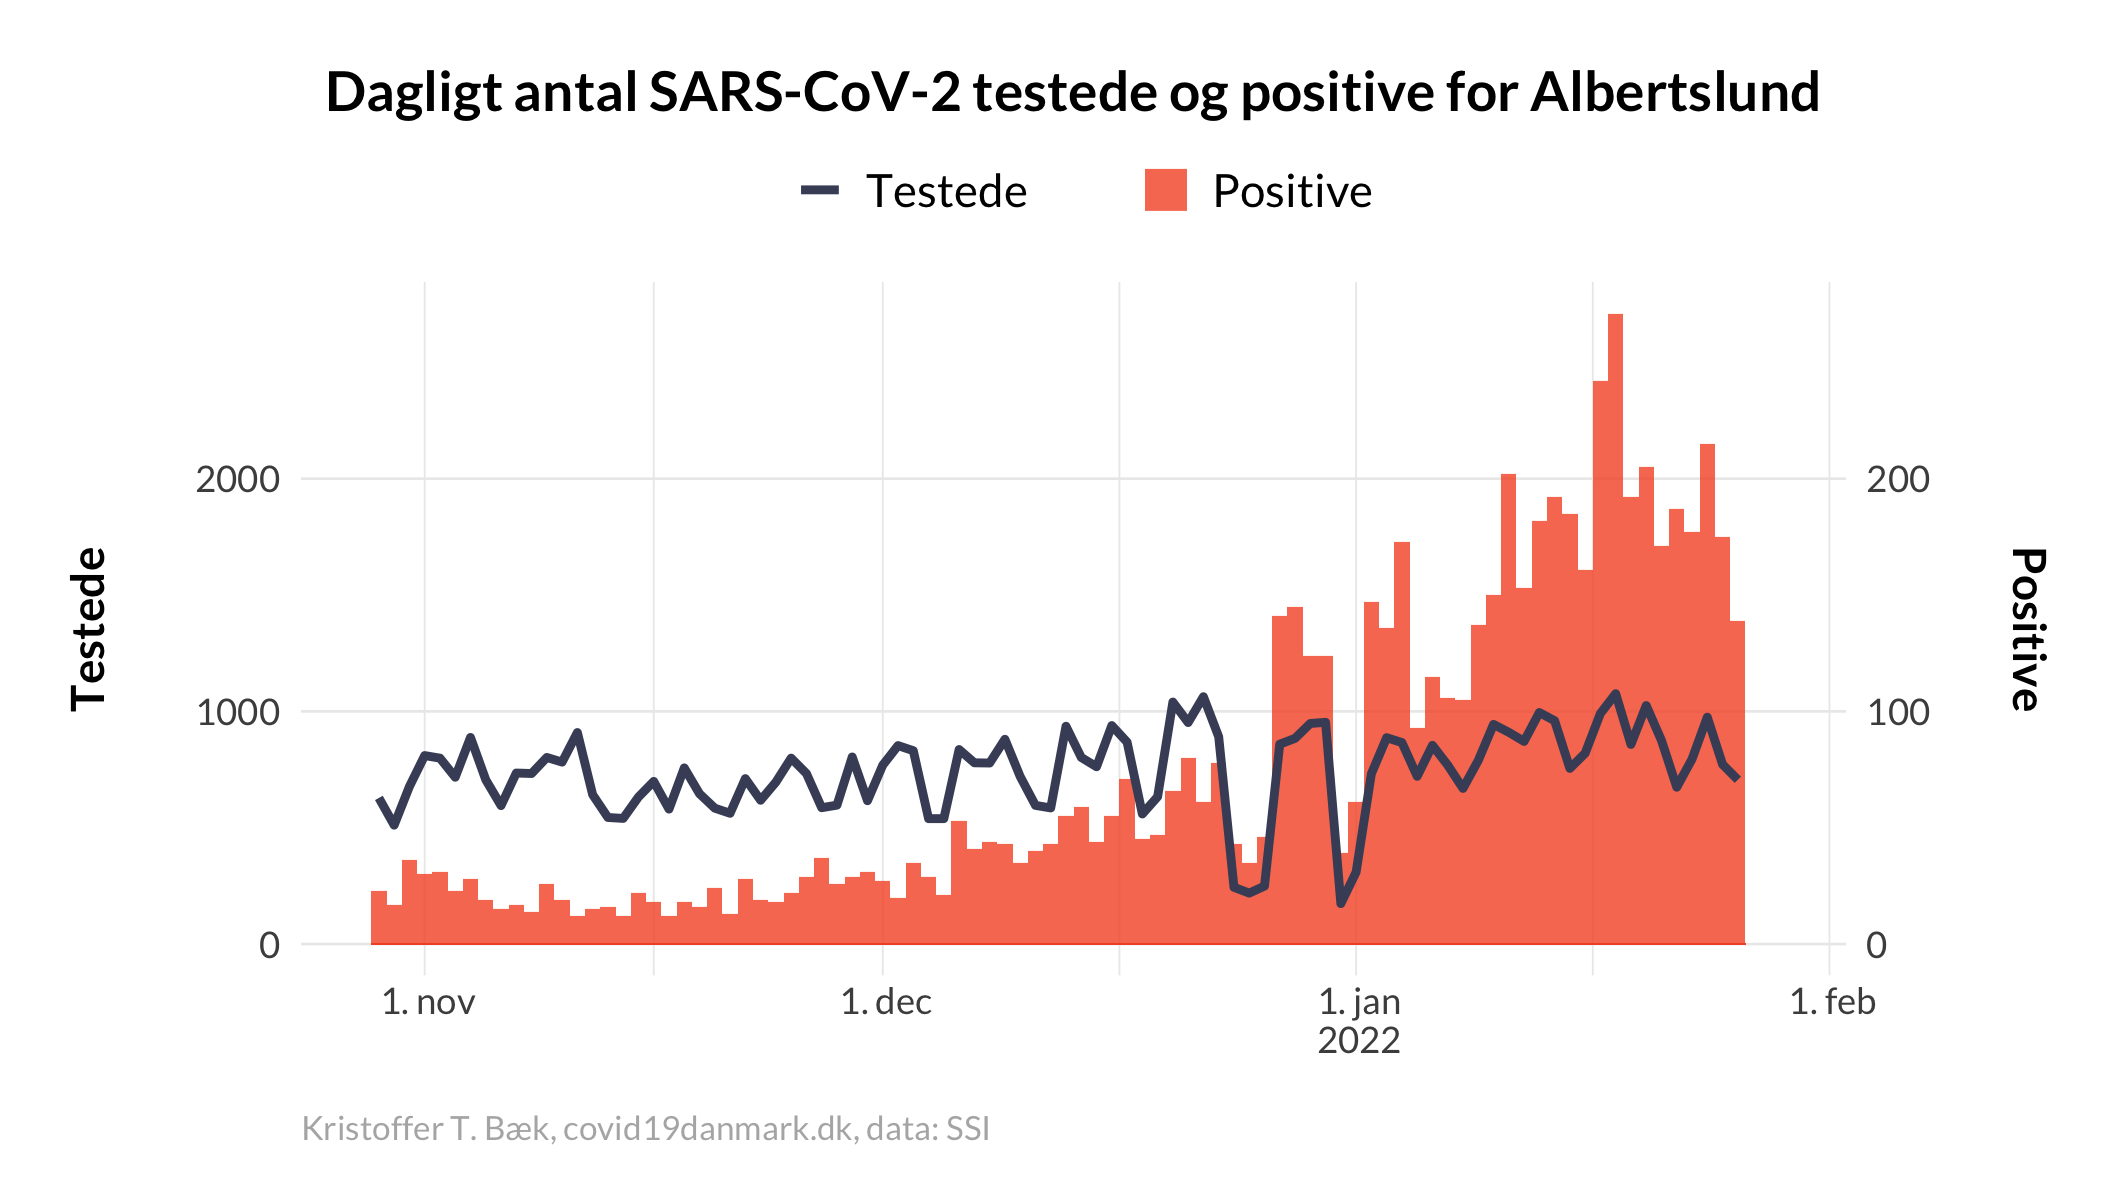 Dagligt antal SARS-CoV-2 testede og positive for Albertslund
Testede
Positive
2000
1000
0
200
100
0
Testede
Positive
1. nov
1. dec
1. jan
2022
1. feb
Kristoffer T. Bæk, covid19danmark.dk, data: SSI